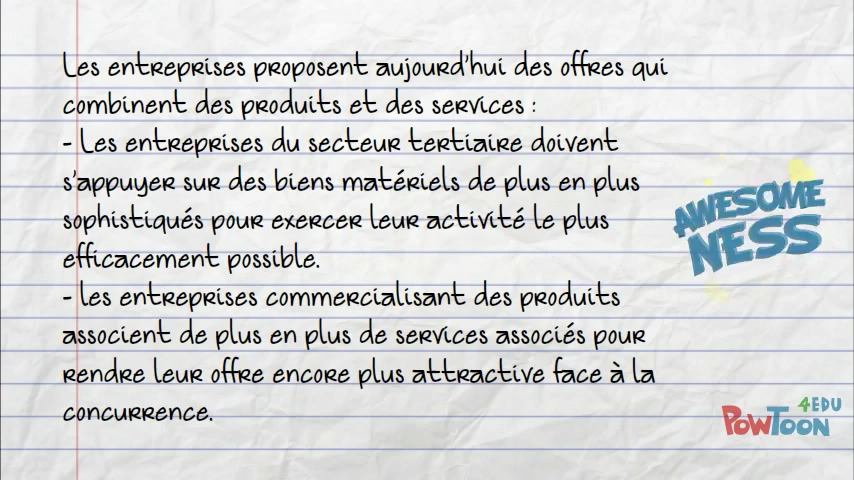 Les entreprises proposent aujourd'hui des offres qui
combinent des produits et des services :
- Les entreprises du secteur tertiaire doivent
s'appuyer sur des biens matériels de plus en plus
sophistiqués pour exercer leur activité le plus
efficacement possible.
- les entreprises commercialisant des produits
associent de plus en plus de services associés pour
rendre leur offre encore plus attractive face à la
concurrence.
AWESOME
NESS
4EDU
POWTOON